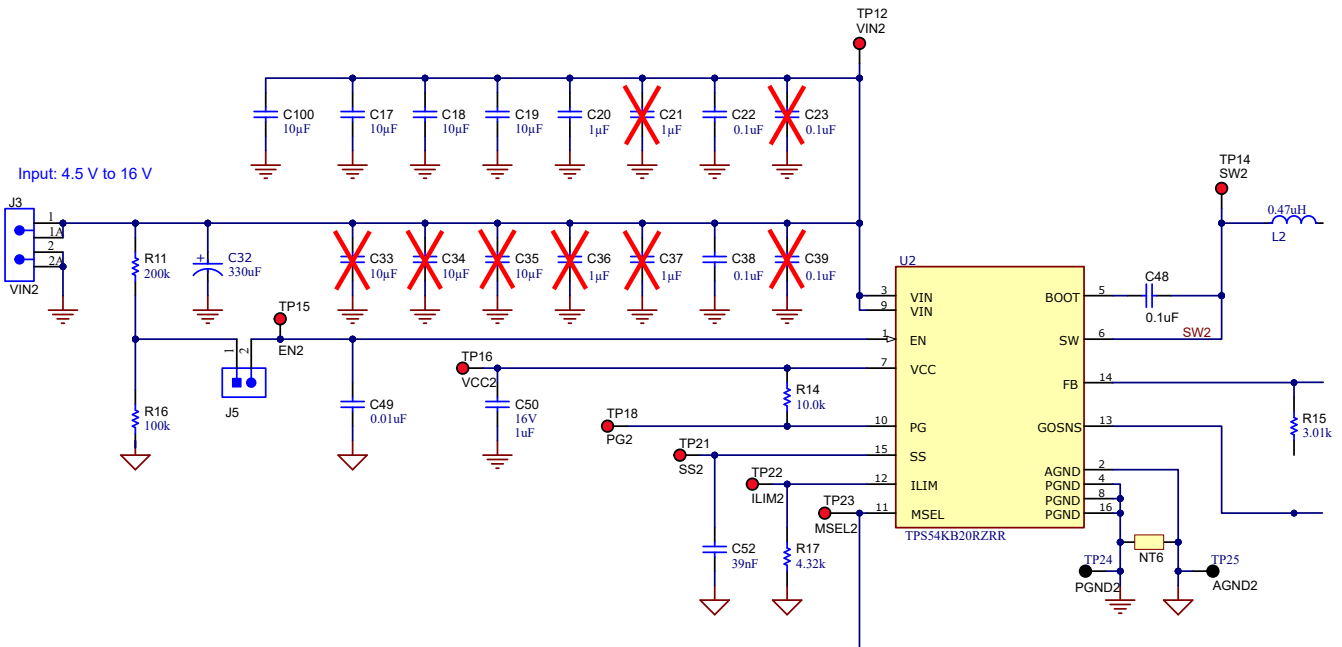 TP12
VIN2
C100
10µF
C17
10µF
C18
10µF
C19
10µF
C20
1µF
C21
1µF
C22
0.1uF
C23
0.1uF
Input: 4.5 V to 16 V
TP14
SW2
J3
1
1A
2
2A
VIN2
R11
200k
+
C32
330uF
C33
10µF
C34
10µF
C35
10µF
C36
1µF
C37
1µF
C38
0.1uF
C39
0.1uF
0.47uH
L2
U2
C48
0.1uF
3
VIN
9
VIN
BOOT
5
TP15
EN2
1
EN
SW
6
SW2
1
2
J5
TP16
VCC2
7
VCC
FB
14
R16
100k
C49
0.01uF
C50
16V
1uF
R14
10.0k
R15
3.01k
TP18
PG2
10
PG
GOSNS
13
TP21
SS2
15
SS
AGND
2
TP22
ILIM2
12
ILIM
PGND
4
PGND
8
TP23
MSEL2
11
MSEL
PGND
16
TPS54KB20RZRR
C52
39nF
R17
4.32k
NT6
TP24
PGND2
TP25
AGND2